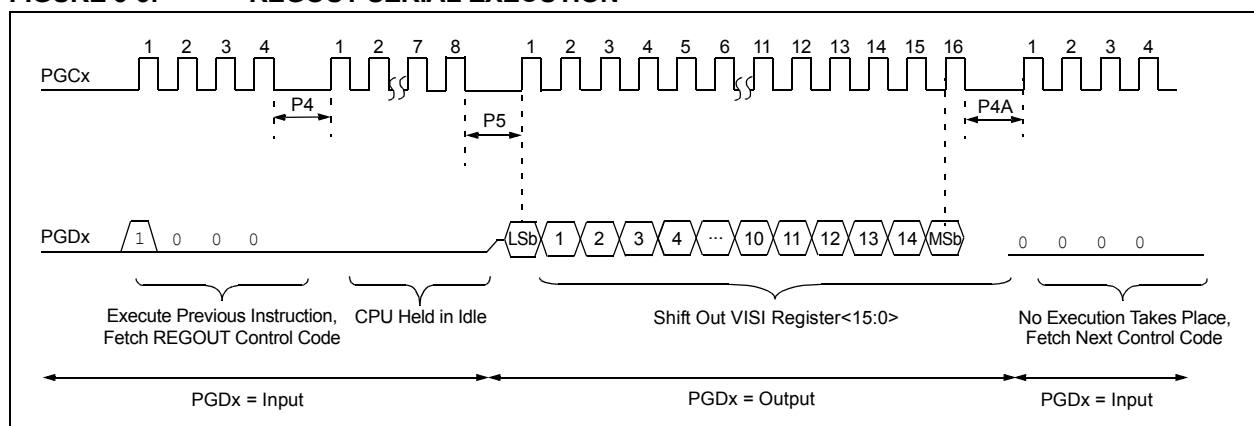 FIGURE REGOUT SERIAL EXECUTION
1 2 3 4 1 2 7 8 1 2 3 4 5 6 11 12 13 14 15 16 1 2 3 4
PGCx
P4 P4A
P5
PGDx 1 0 0 0 LSb 1 2 3 4 ... 10 11 12 13 14 MSb 0 0 0 0
Execute Previous Instruction, CPU Held in Idle Shift Out VISI Register<15:0> No Execution Takes Place,
Fetch REGOUT Control Code Fetch Next Control Code
PGDx = Input PGDx = Output PGDx = Input